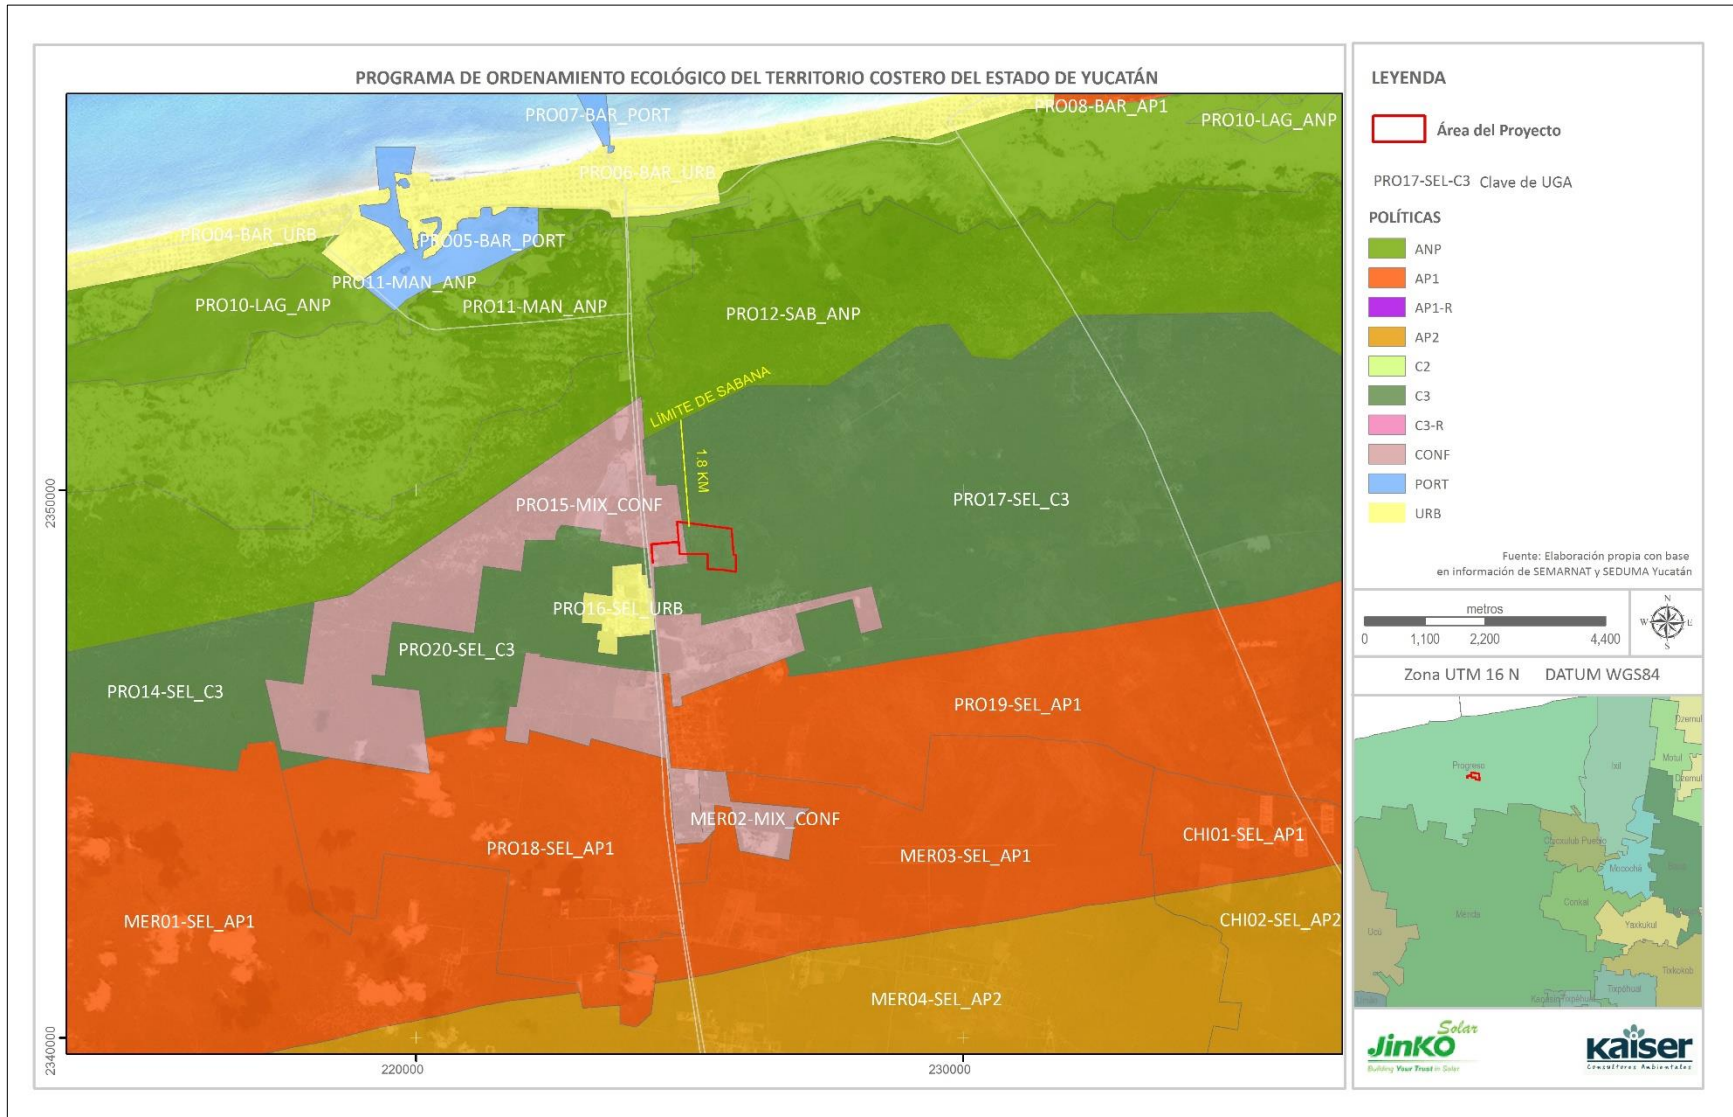 PROGRAMA DE ORDENAMIENTO ECOLÓGICO DEL TERRITORIO COSTERO DEL ESTADO DE YUCATÁN
PRO07-BAR_PORT
PRO08-BAR_AP1
PRO10-LAG_ANP
PRO06-BAR_URB
PRO04-BAR_URB
PRO05-BAR_PORT
PRO11-MAN_ANP
PRO10-LAG_ANP
PRO11-MAN_ANP
PRO12-SAB_ANP
LÍMITE DE SABANA
1.8 KM
PRO15-MIX_CONF
PRO17-SEL_C3
PRO16-SEL_URB
PRO20-SEL_C3
PRO14-SEL_C3
PRO19-SEL_AP1
MER02-MIX_CONF
PRO18-SEL_AP1
MER03-SEL_AP1
CHI01-SEL_AP1
MER01-SEL_AP1
CHI02-SEL_AP2
MER04-SEL_AP2
2350000
2340000
220000
230000
LEYENDA
Área del Proyecto
PRO17-SEL-C3 Clave de UGA
POLÍTICAS
ANP
AP1
AP1-R
AP2
C2
C3
C3-R
CONF
PORT
URB
Fuente: Elaboración propia con base
en información de SEMARNAT y SEDUMA Yucatán
metros
0 1,100 2,200 4,400
N
W E
S
Zona UTM 16 N DATUM WGS84
Dzemul
Progreso
Ixil
Motul
Dzemul
Chicxulub Pueblo
Mocochá
Conkal
Mérida
Yaxkukul
Ucú
Tixkokob
Tixpéhual
Umán
JinKO Solar
Building Your Trust in Solar
Kaiser
Consultores Ambientales